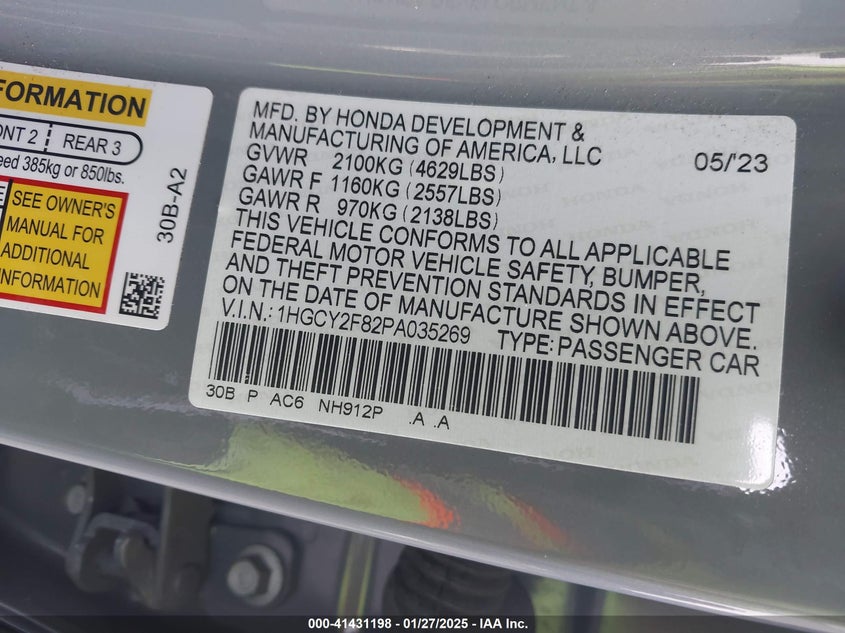 FORMATION
ONT 2 | REAR 3
eed 385kg or 850lbs.
SEE OWNER'S
MANUAL FOR
ADDITIONAL
INFORMATION
30B-A2
MFD. BY HONDA DEVELOPMENT &
MANUFACTURING OF AMERICA, LLC 05/'23
GVWR 2100KG (4629LBS)
GAWR F 1160KG (2557LBS)
GAWR R 970KG (2138LBS)
THIS VEHICLE CONFORMS TO ALL APPLICABLE
FEDERAL MOTOR VEHICLE SAFETY, BUMPER,
AND THEFT PREVENTION STANDARDS IN EFFECT
ON THE DATE OF MANUFACTURE SHOWN ABOVE.
V.I.N.: 1HGCY2F82PA035269 TYPE: PASSENGER CAR
30B P AC6 NH912P .A .A
000-41431198 - 01/27/2025 - IAA Inc.